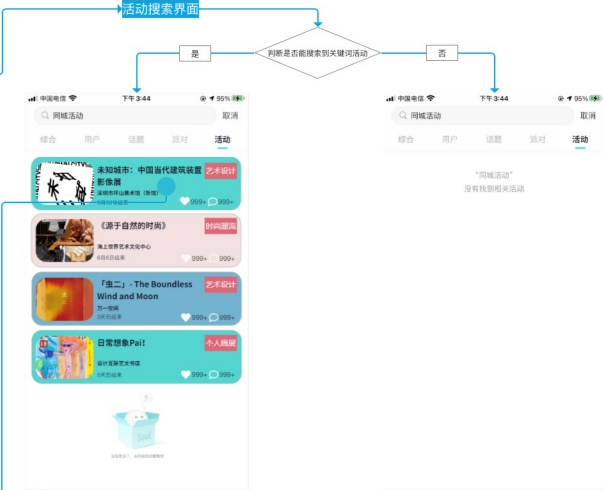 活动搜索界面
判断是否能搜索到关键词活动
是
否
中国电信 下午3:44 95%
同城活动 取消
综合 用户 话题 派对 活动
未知城市：中国当代建筑装置影像展
艺术设计
深圳市坪山美术馆（新馆）
999+ 999+
《源于自然的时尚》
时尚潮流
海上世界艺术文化中心
6月6日结束
999+ 999+
「虫二」- The Boundless
Wind and Moon
艺术设计
万一空间
3天后结束
999+ 999+
日常想象Pai!
个人画展
设计互联艺文书店
999+ 999+
Soul
中国电信 下午3:44 95%
同城活动 取消
综合 用户 话题 派对 活动
“同城活动”
没有找到相关活动